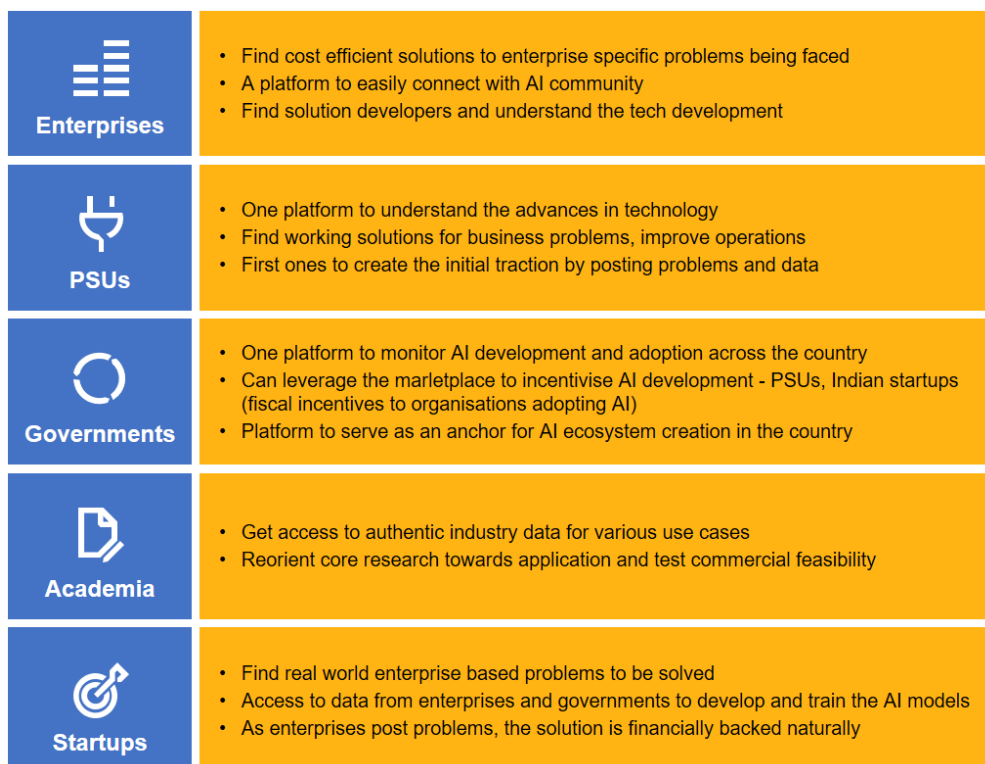 Enterprises
• Find cost efficient solutions to enterprise specific problems being faced
• A platform to easily connect with AI community
• Find solution developers and understand the tech development
PSUs
• One platform to understand the advances in technology
• Find working solutions for business problems, improve operations
• First ones to create the initial traction by posting problems and data
Governments
• One platform to monitor AI development and adoption across the country
• Can leverage the marletplace to incentivise AI development - PSUs, Indian startups
(fiscal incentives to organisations adopting AI)
• Platform to serve as an anchor for AI ecosystem creation in the country
Academia
• Get access to authentic industry data for various use cases
• Reorient core research towards application and test commercial feasibility
Startups
• Find real world enterprise based problems to be solved
• Access to data from enterprises and governments to develop and train the AI models
• As enterprises post problems, the solution is financially backed naturally